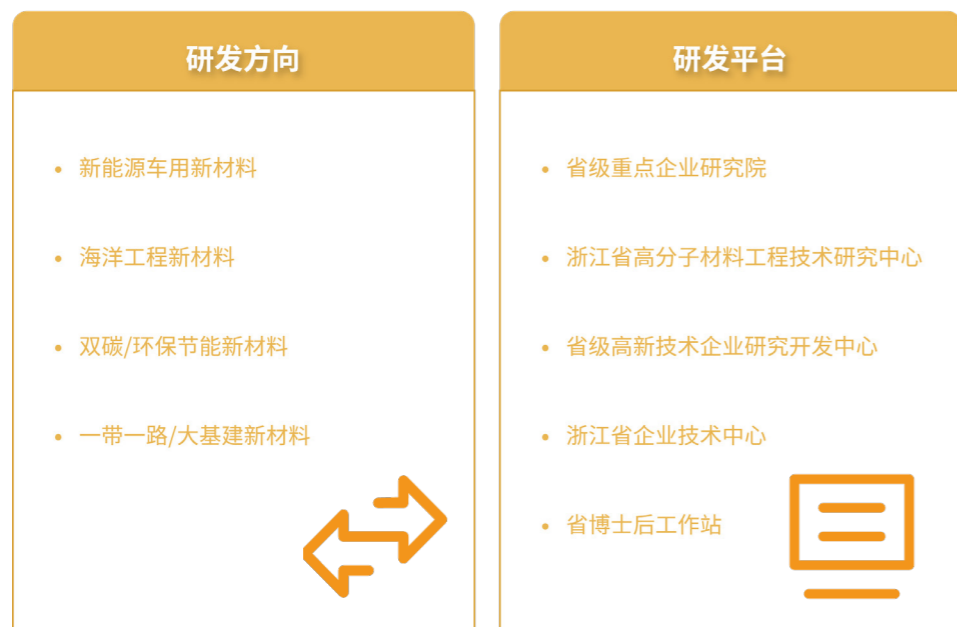 研发方向
新能源车用新材料
海洋工程新材料
双碳/环保节能新材料
一带一路/大基建新材料
研发平台
省级重点企业研究院
浙江省高分子材料工程技术研究中心
省级高新技术企业研究开发中心
浙江省企业技术中心
省博士后工作站